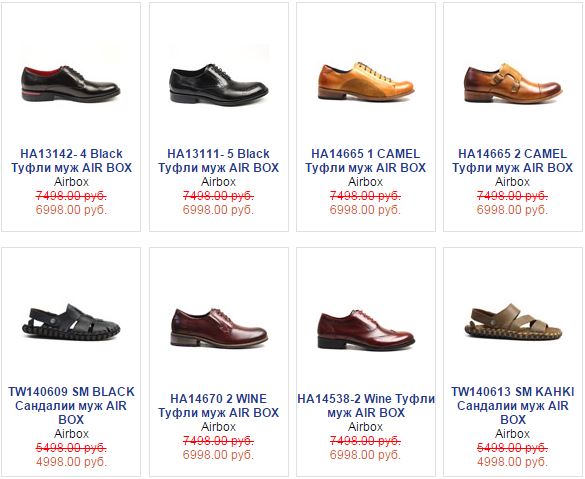 HA13142- 4 Black
Туфли муж AIR BOX
Airbox
7498.00 руб.
6998.00 руб.
HA13111- 5 Black
Туфли муж AIR BOX
Airbox
7498.00 руб.
6998.00 руб.
HA14665 1 CAMEL
Туфли муж AIR BOX
Airbox
7498.00 руб.
6998.00 руб.
HA14665 2 CAMEL
Туфли муж AIR BOX
Airbox
7498.00 руб.
6998.00 руб.
TW140609 SM BLACK
Сандалии муж AIR
BOX
Airbox
5498.00 руб.
4998.00 руб.
HA14670 2 WINE
Туфли муж AIR BOX
Airbox
7498.00 руб.
6998.00 руб.
HA14538-2 Wine Туфли
муж AIR BOX
Airbox
7498.00 руб.
6998.00 руб.
TW140613 SM KAHKI
Сандалии муж AIR
BOX
Airbox
5498.00 руб.
4998.00 руб.